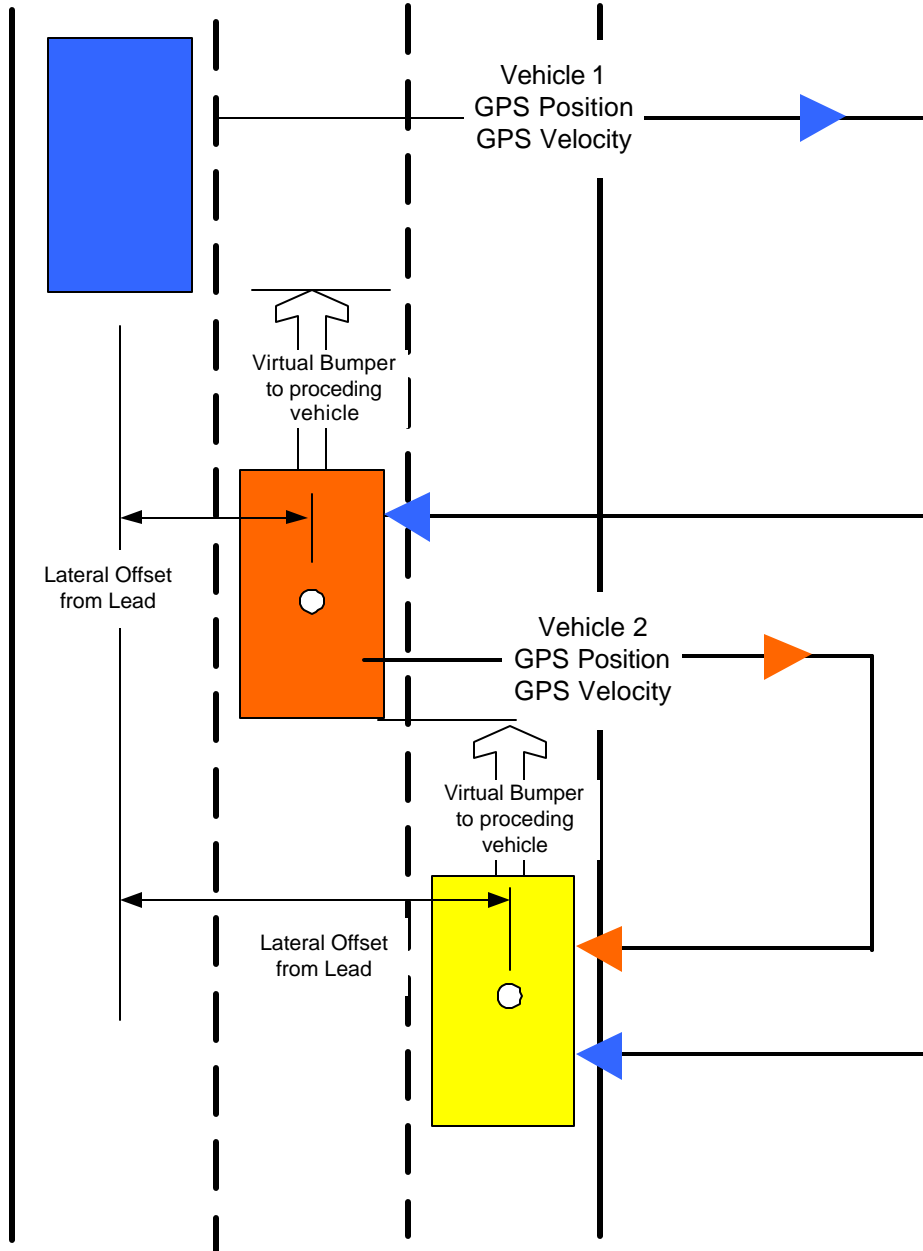 Vehicle 1
GPS Position
GPS Velocity
Virtual Bumper
to proceding
vehicle
Lateral Offset
from Lead
Vehicle 2
GPS Position
GPS Velocity
Virtual Bumper
to proceding
vehicle
Lateral Offset
from Lead